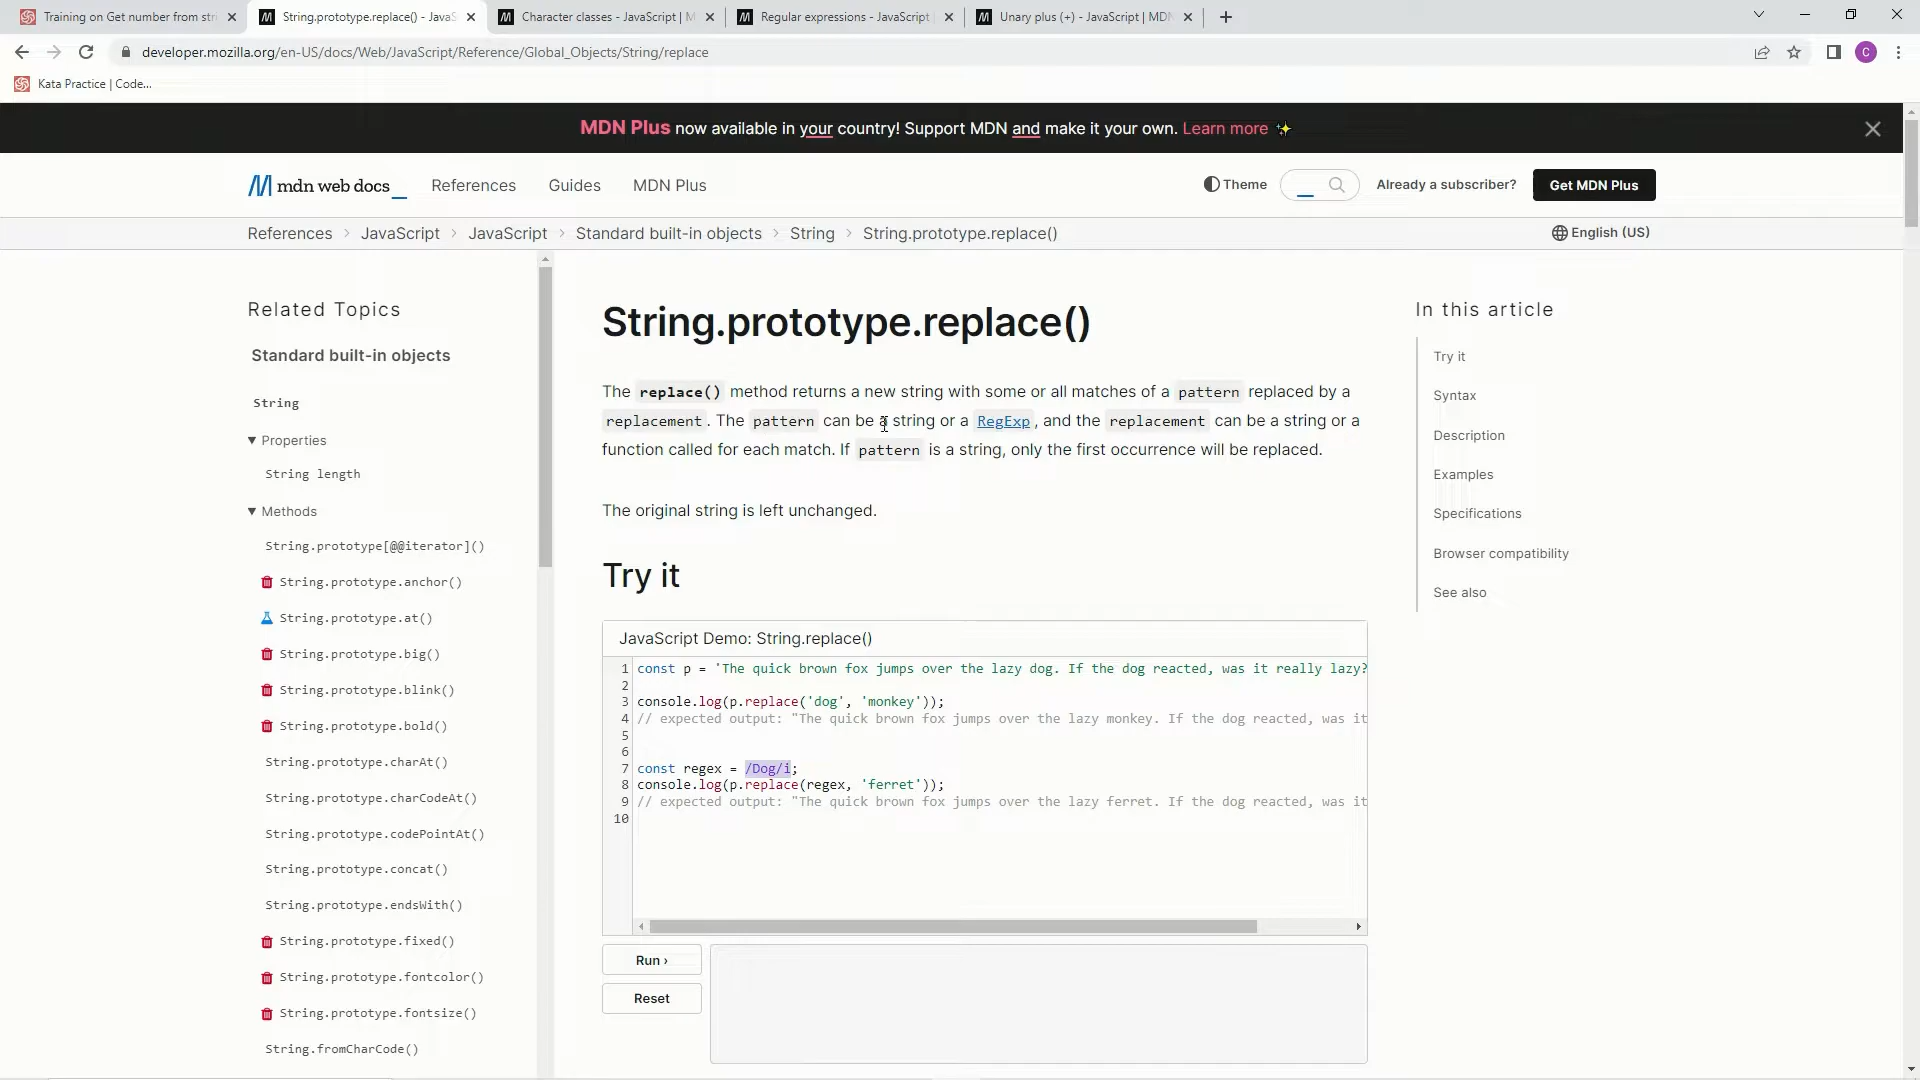 Training on Get number from stri
String.prototype.replace() - JavaS
Character classes - JavaScript | M
Regular expressions - JavaScript
Unary plus (+) - JavaScript | MDN
developer.mozilla.org/en-US/docs/Web/JavaScript/Reference/Global_Objects/String/replace
C
Kata Practice | Code...
MDN Plus now available in your country! Support MDN and make it your own. Learn more ✨
mdn web docs_
References
Guides
MDN Plus
Theme
Already a subscriber?
Get MDN Plus
References > JavaScript > JavaScript > Standard built-in objects > String > String.prototype.replace()
English (US)
Related Topics
Standard built-in objects
String
▼ Properties
String length
▼ Methods
String.prototype[@@iterator]()
String.prototype.anchor()
String.prototype.at()
String.prototype.big()
String.prototype.blink()
String.prototype.bold()
String.prototype.charAt()
String.prototype.charCodeAt()
String.prototype.codePointAt()
String.prototype.concat()
String.prototype.endsWith()
String.prototype.fixed()
String.prototype.fontcolor()
String.prototype.fontsize()
String.fromCharCode()
String.prototype.replace()
The replace() method returns a new string with some or all matches of a pattern replaced by a
replacement. The pattern can be a string or a RegExp, and the replacement can be a string or a
function called for each match. If pattern is a string, only the first occurrence will be replaced.
The original string is left unchanged.
Try it
JavaScript Demo: String.replace()
1 const p = 'The quick brown fox jumps over the lazy dog. If the dog reacted, was it really lazy?
2
3 console.log(p.replace('dog', 'monkey'));
4 // expected output: "The quick brown fox jumps over the lazy monkey. If the dog reacted, was it
5
6
7 const regex = /Dog/i;
8 console.log(p.replace(regex, 'ferret'));
9 // expected output: "The quick brown fox jumps over the lazy ferret. If the dog reacted, was it
10
Run ›
Reset
In this article
Try it
Syntax
Description
Examples
Specifications
Browser compatibility
See also